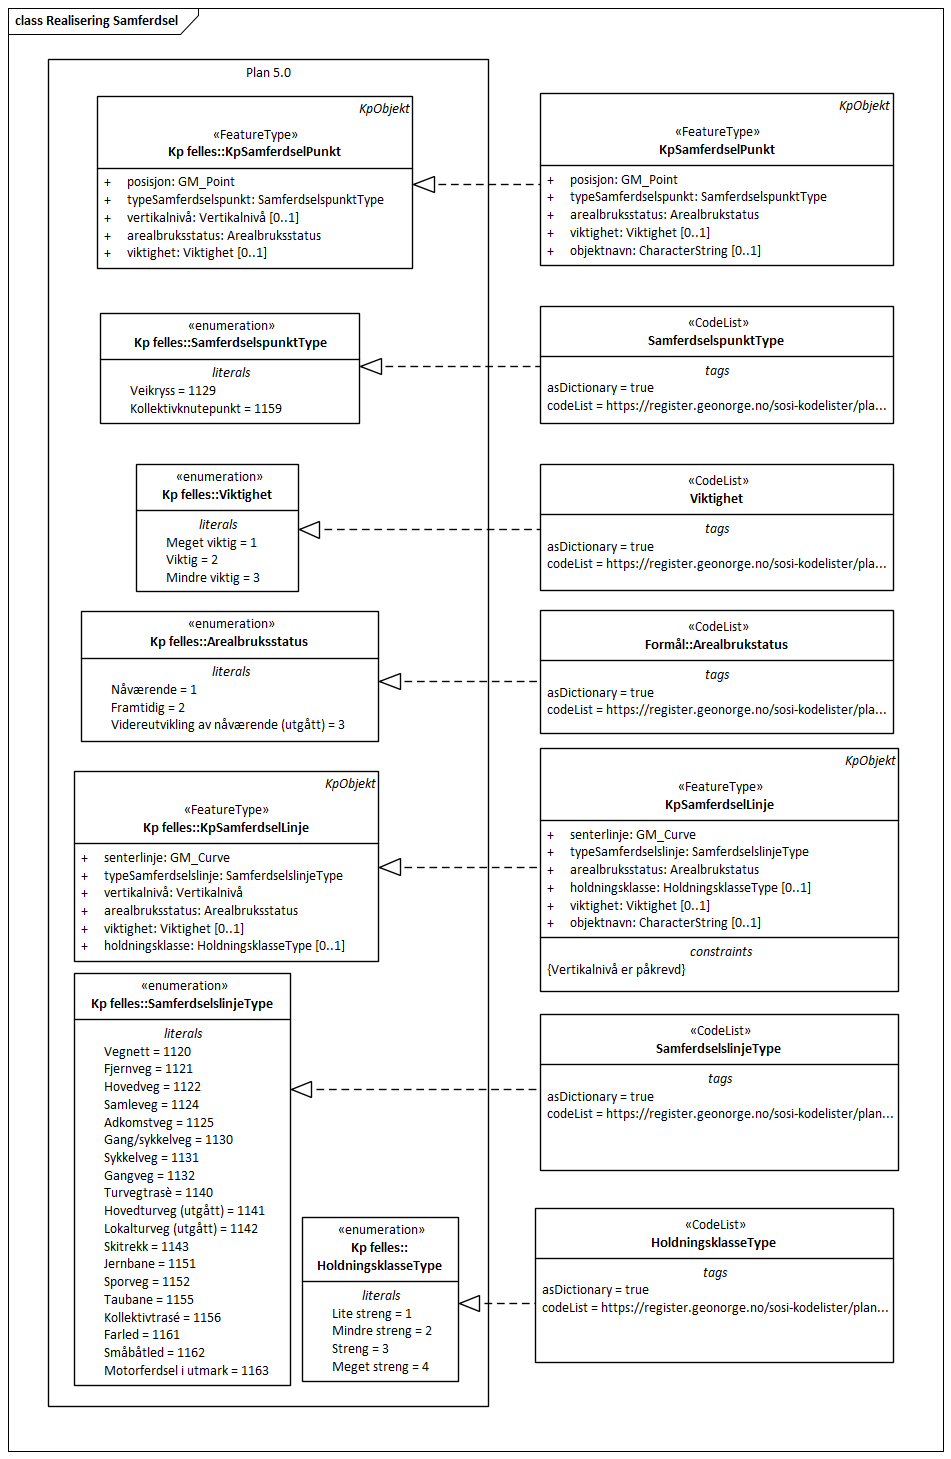 class Realisering Samferdsel
Plan 5.0
KpObjekt
«FeatureType»
Kp felles::KpSamferdselPunkt
+ posisjon: GM_Point
+ typeSamferdselspunkt: SamferdselspunktType
+ vertikalnivå: Vertikalnivå [0..1]
+ arealbruksstatus: Arealbruksstatus
+ viktighet: Viktighet [0..1]
KpObjekt
«FeatureType»
KpSamferdselPunkt
+ posisjon: GM_Point
+ typeSamferdselspunkt: SamferdselspunktType
+ arealbruksstatus: Arealbrukstatus
+ viktighet: Viktighet [0..1]
+ objektnavn: CharacterString [0..1]
«enumeration»
Kp felles::SamferdselspunktType
literals
Veikryss = 1129
Kollektivknutepunkt = 1159
«CodeList»
SamferdselspunktType
tags
asDictionary = true
codeList = https://register.geonorge.no/sosi-kodelister/pla...
«enumeration»
Kp felles::Viktighet
literals
Meget viktig = 1
Viktig = 2
Mindre viktig = 3
«CodeList»
Viktighet
tags
asDictionary = true
codeList = https://register.geonorge.no/sosi-kodelister/pla...
«enumeration»
Kp felles::Arealbruksstatus
literals
Nåværende = 1
Framtidig = 2
Videreutvikling av nåværende (utgått) = 3
«CodeList»
Formål::Arealbrukstatus
tags
asDictionary = true
codeList = https://register.geonorge.no/sosi-kodelister/pla...
KpObjekt
«FeatureType»
Kp felles::KpSamferdselLinje
+ senterlinje: GM_Curve
+ typeSamferdselslinje: SamferdselslinjeType
+ vertikalnivå: Vertikalnivå
+ arealbruksstatus: Arealbruksstatus
+ viktighet: Viktighet [0..1]
+ holdningsklasse: HoldningsklasseType [0..1]
KpObjekt
«FeatureType»
KpSamferdselLinje
+ senterlinje: GM_Curve
+ typeSamferdselslinje: SamferdselslinjeType
+ arealbruksstatus: Arealbrukstatus
+ holdningsklasse: HoldningsklasseType [0..1]
+ viktighet: Viktighet [0..1]
+ objektnavn: CharacterString [0..1]
constraints
{Vertikalnivå er påkrevd}
«enumeration»
Kp felles::SamferdselslinjeType
literals
Vegnett = 1120
Fjernveg = 1121
Hovedveg = 1122
Samleveg = 1124
Adkomstveg = 1125
Gang/sykkelveg = 1130
Sykkelveg = 1131
Gangveg = 1132
Turvegtrasè = 1140
Hovedturveg (utgått) = 1141
Lokalturveg (utgått) = 1142
Skitrekk = 1143
Jernbane = 1151
Sporveg = 1152
Taubane = 1155
Kollektivtrasé = 1156
Farled = 1161
Småbåtled = 1162
Motorferdsel i utmark = 1163
«CodeList»
SamferdselslinjeType
tags
asDictionary = true
codeList = https://register.geonorge.no/sosi-kodelister/plan...
«enumeration»
Kp felles::
HoldningsklasseType
literals
Lite streng = 1
Mindre streng = 2
Streng = 3
Meget streng = 4
«CodeList»
HoldningsklasseType
tags
asDictionary = true
codeList = https://register.geonorge.no/sosi-kodelister/plan...